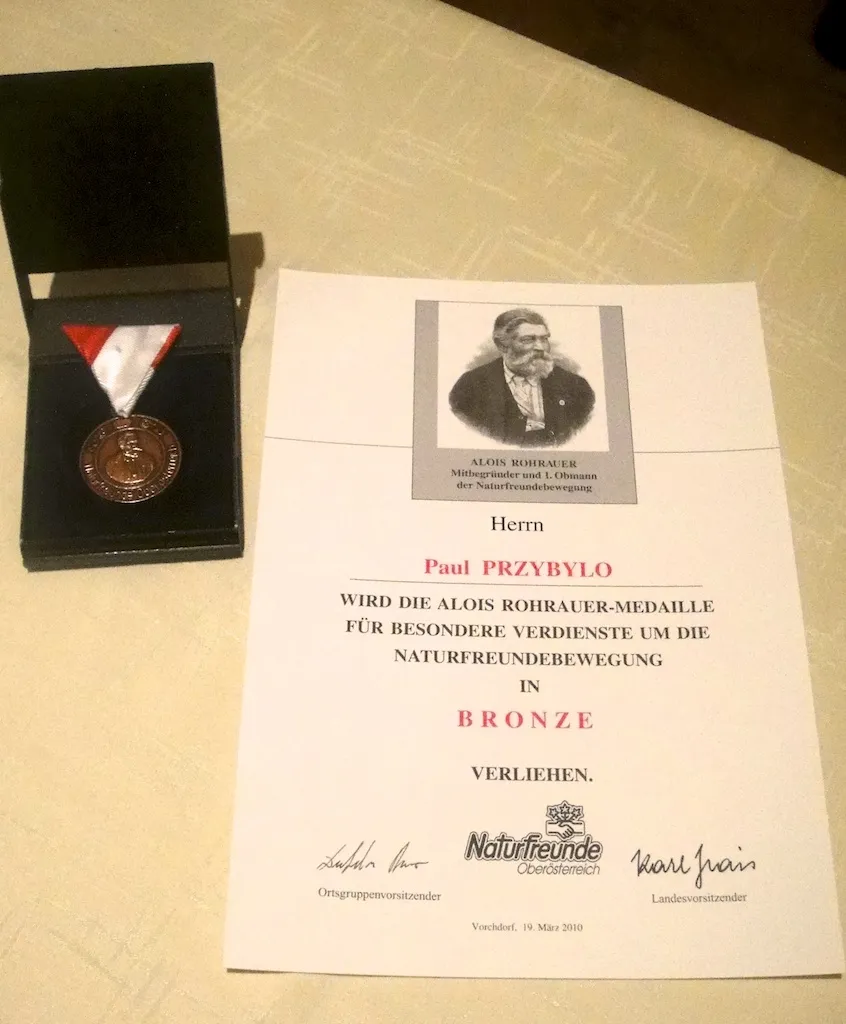 ALOIS ROHRAUER
Mitbegründer und 1. Obmann
der Naturfreundebewegung
Herrn
Paul PRZYBYLO
WIRD DIE ALOIS ROHRAUER-MEDAILLE
FÜR BESONDERE VERDIENSTE UM DIE
NATURFREUNDEBEWEGUNG
IN
BRONZE
VERLIEHEN.
Naturfreunde
Oberösterreich
Karl
Ortsgruppenvorsitzender
Landesvorsitzender
Vorchdorf, 19. März 2010